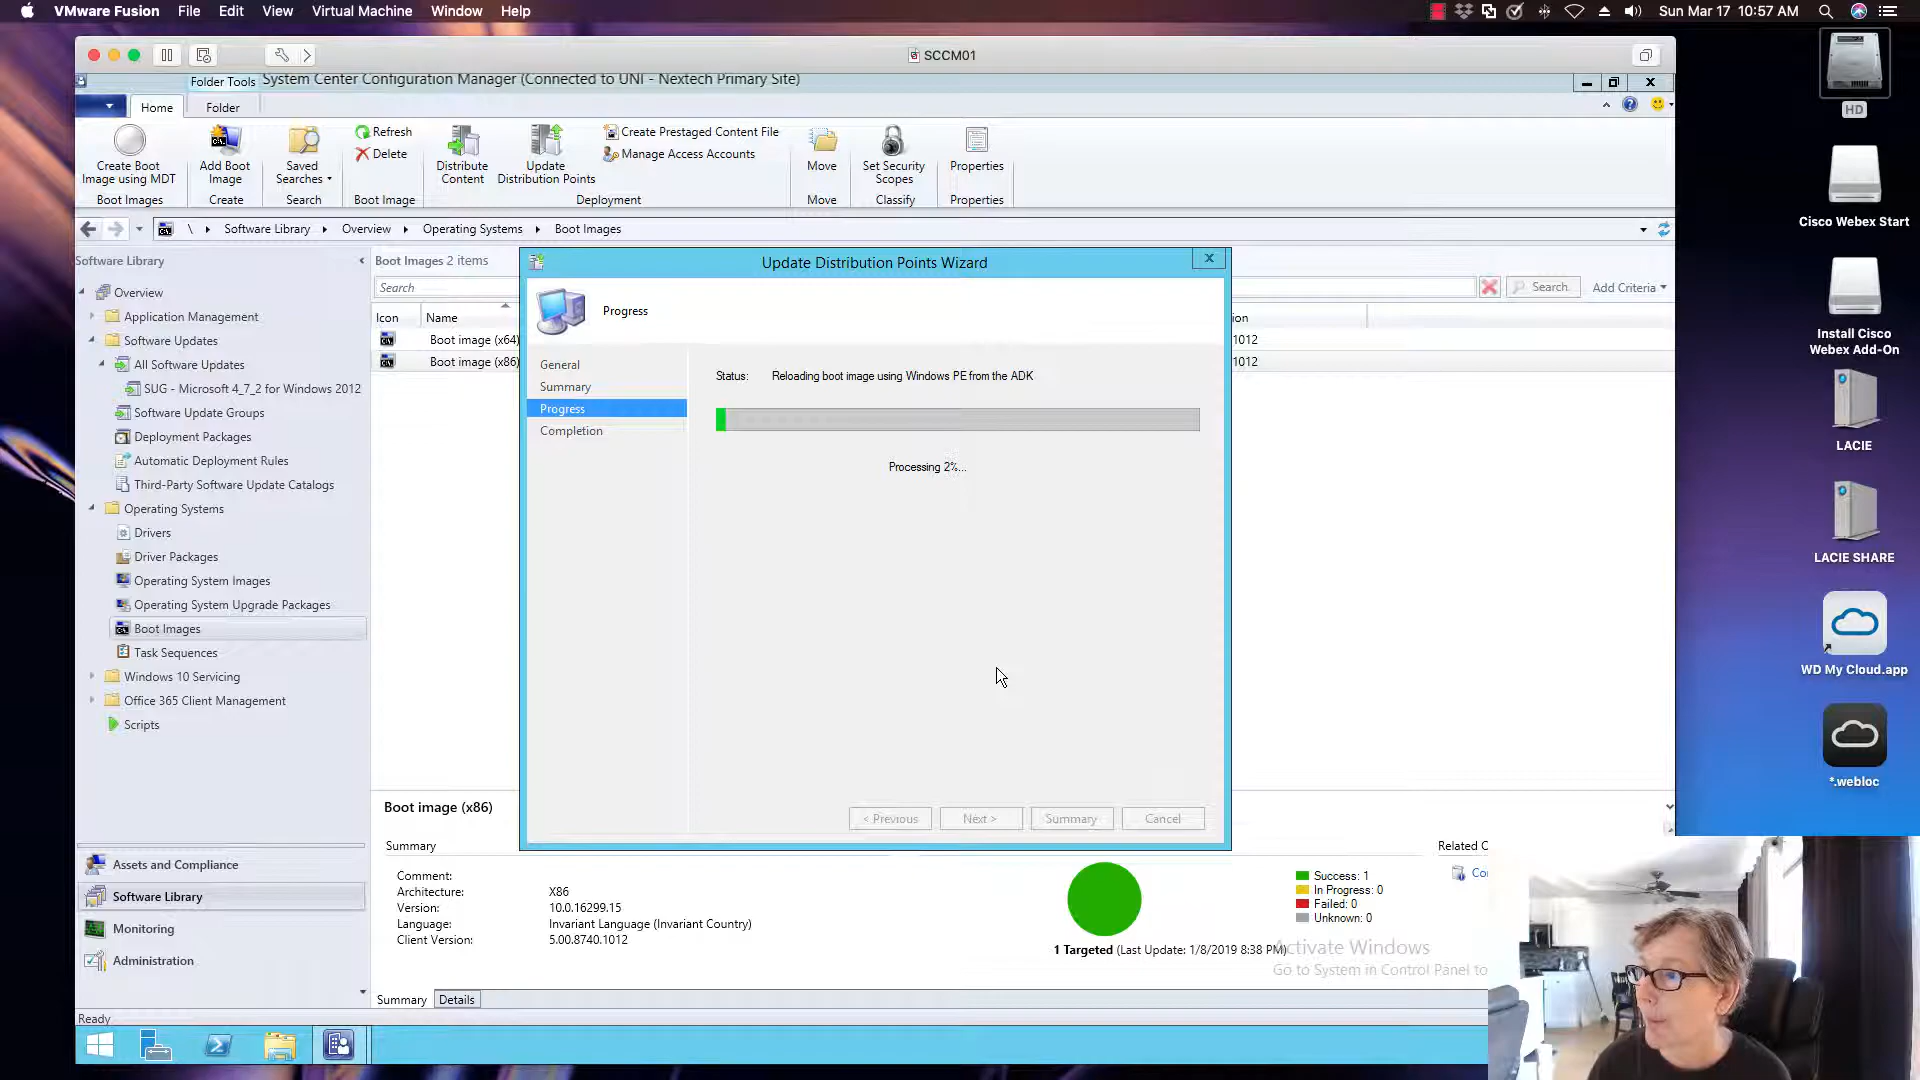 VMware Fusion File Edit View Virtual Machine Window Help
Sun Mar 17 10:57 AM
SCCM01
Folder Tools System Center Configuration Manager (Connected to UNI - Nextech Primary Site)
Home Folder
Create Boot Image using MDT
Add Boot Image
Saved Searches
Refresh
Delete
Distribute Content
Update Distribution Points
Create Prestaged Content File
Manage Access Accounts
Move
Set Security Scopes
Properties
Boot Images Create Search Boot Image Deployment Move Classify Properties
\ Software Library Overview Operating Systems Boot Images
Software Library
Overview
Application Management
Software Updates
All Software Updates
SUG - Microsoft 4_7_2 for Windows 2012
Software Update Groups
Deployment Packages
Automatic Deployment Rules
Third-Party Software Update Catalogs
Operating Systems
Drivers
Driver Packages
Operating System Images
Operating System Upgrade Packages
Boot Images
Task Sequences
Windows 10 Servicing
Office 365 Client Management
Scripts
Assets and Compliance
Software Library
Monitoring
Administration
Ready
Boot Images 2 items
Search
Search
Add Criteria
Icon Name ion
Boot image (x64) 1012
Boot image (x86) 1012
Update Distribution Points Wizard
Progress
General
Summary
Progress
Completion
Status: Reloading boot image using Windows PE from the ADK
Processing 2%...
< Previous Next > Summary Cancel
Boot image (x86)
Summary
Comment:
Architecture: X86
Version: 10.0.16299.15
Language: Invariant Language (Invariant Country)
Client Version: 5.00.8740.1012
Success: 1
In Progress: 0
Failed: 0
Unknown: 0
1 Targeted (Last Update: 1/8/2019 8:38 PM)
Related C
Co
Activate Windows
Go to System in Control Panel to
Summary Details
HD
Cisco Webex Start
Install Cisco
Webex Add-On
LACIE
LACIE SHARE
WD My Cloud.app
*.webloc